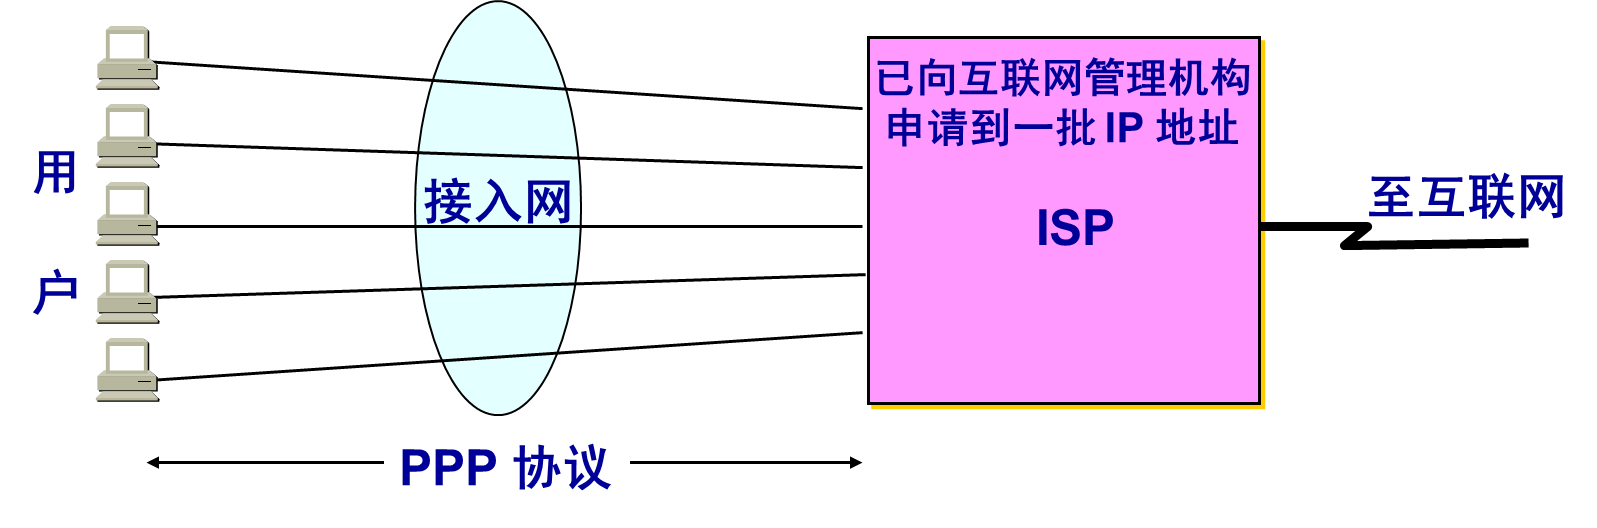 用
户
接入网
已向互联网管理机构
申请到一批 IP 地址
ISP
至互联网
PPP 协议